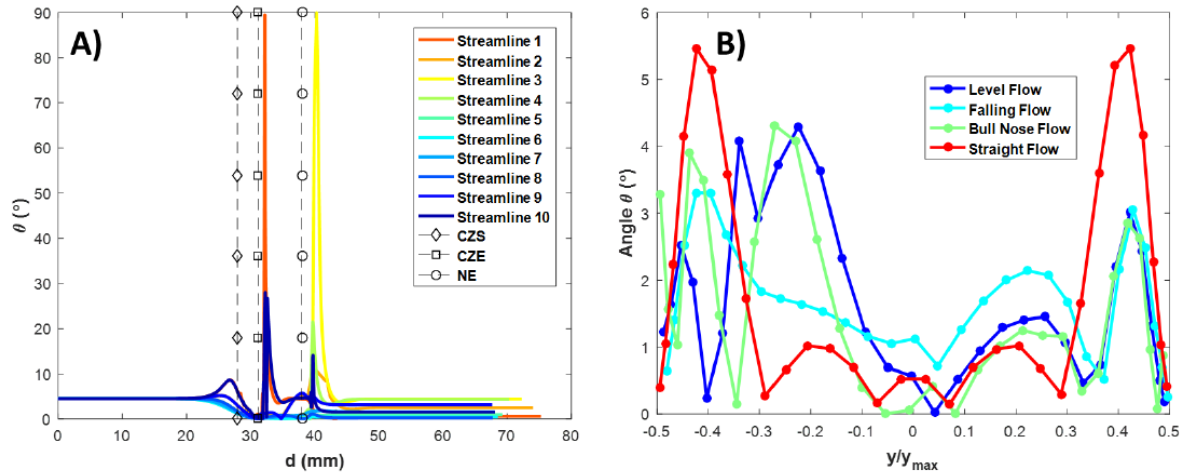 A)
90
80
70
60
50
40
30
20
10
0
θ (°)
0 10 20 30 40 50 60 70 80
d (mm)
Streamline 1
Streamline 2
Streamline 3
Streamline 4
Streamline 5
Streamline 6
Streamline 7
Streamline 8
Streamline 9
Streamline 10
CZS
CZE
NE
B)
6
5
4
3
2
1
0
Angle θ (°)
-0.5 -0.4 -0.3 -0.2 -0.1 0 0.1 0.2 0.3 0.4 0.5
y/ymax
Level Flow
Falling Flow
Bull Nose Flow
Straight Flow